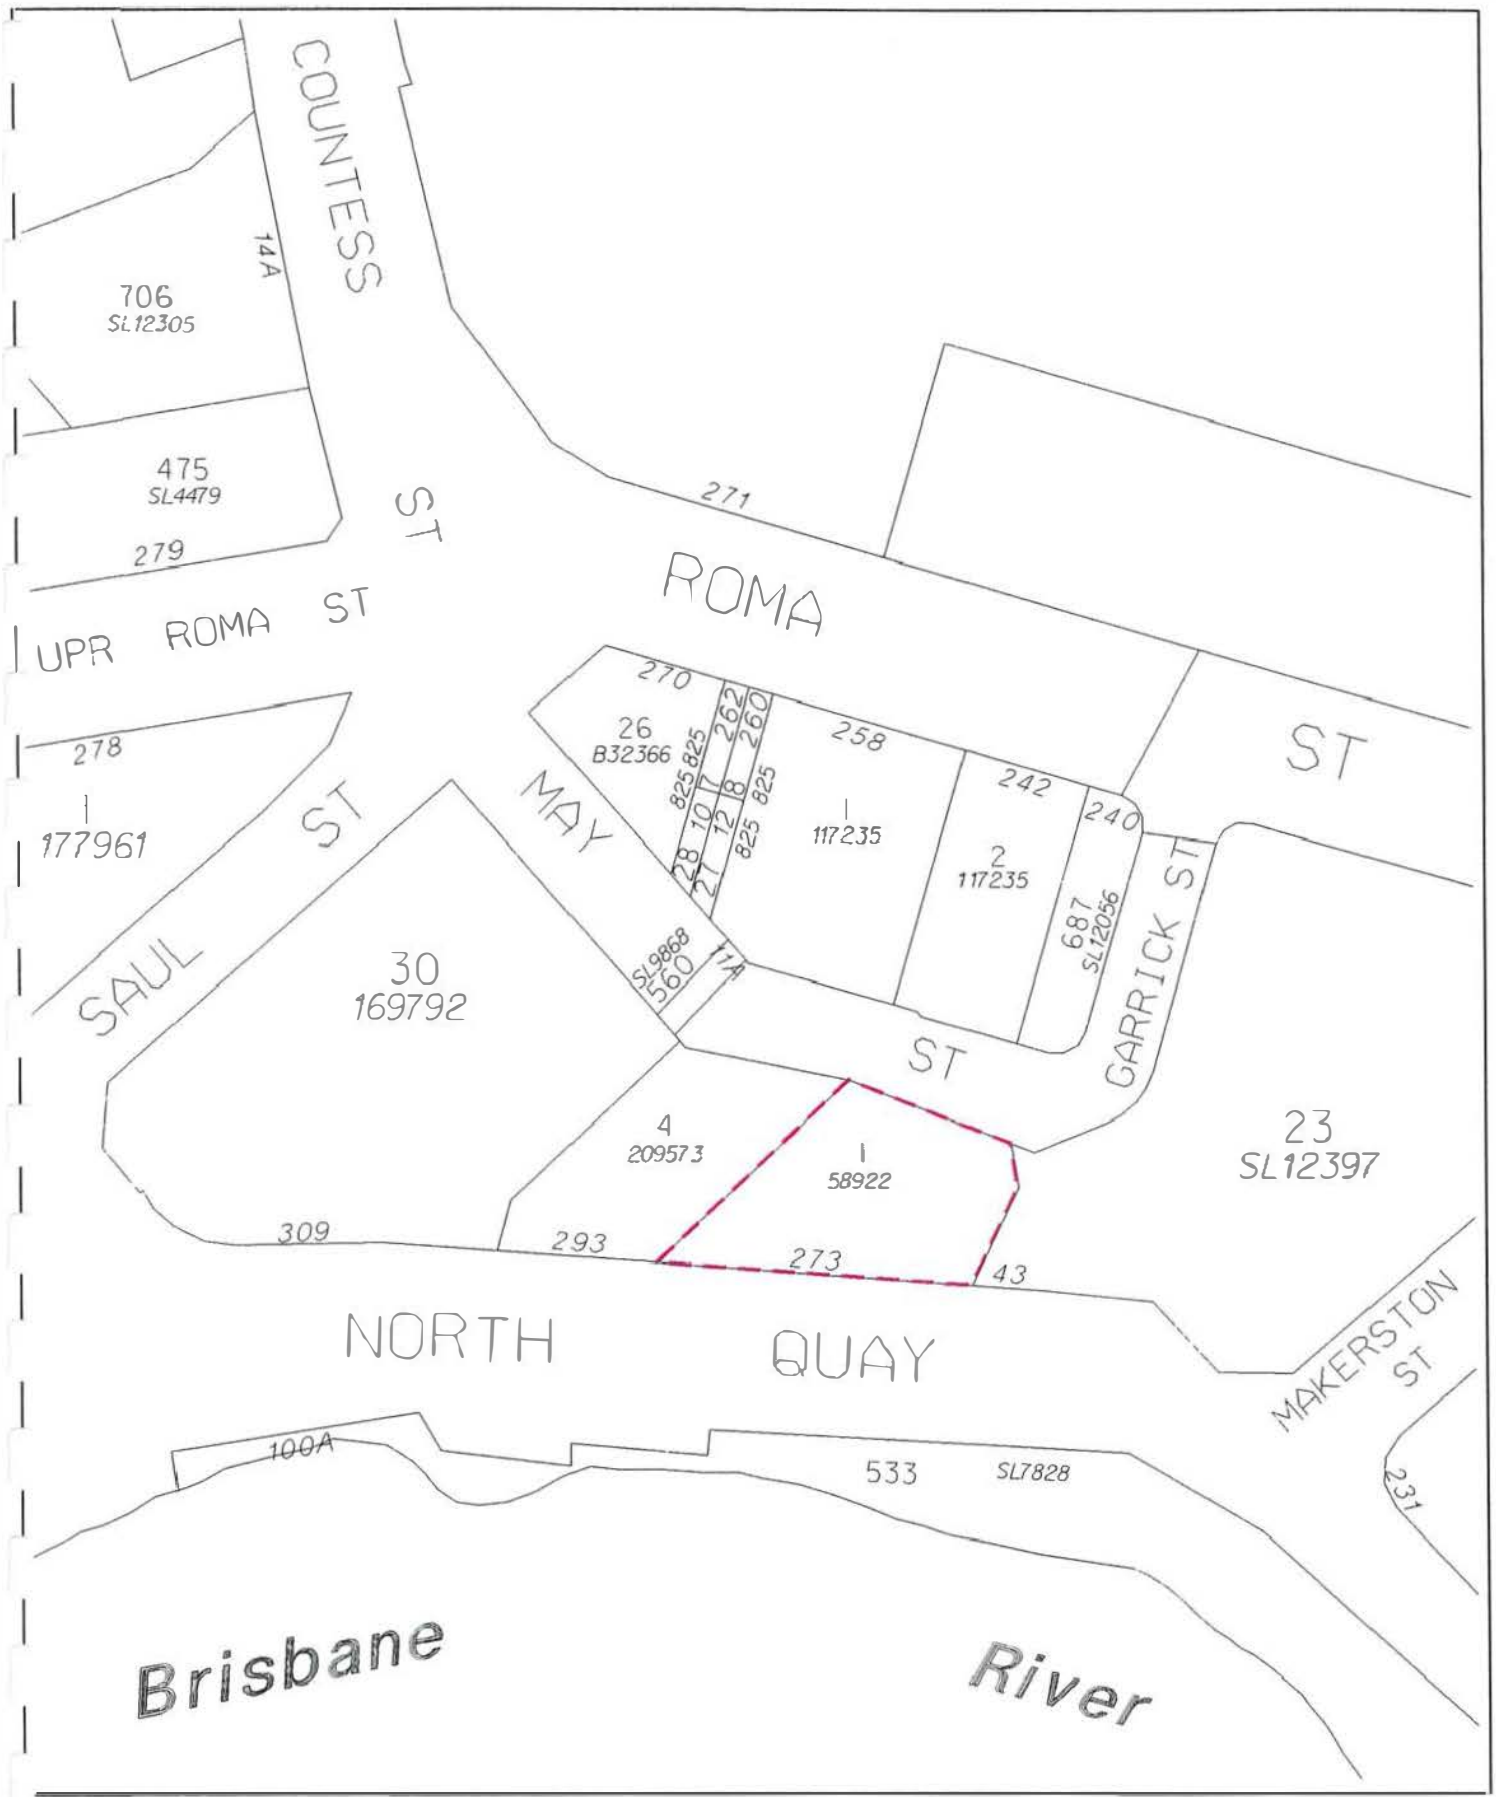 COUNTESS
14A
706
SL12305
475
SL4479
279
ST
271
ROMA
UPR ROMA ST
270
262
260
258
242
240
ST
278
1
177961
ST
SAUL
26
B32366
825
825
7
8
825
825
10
12
28
27
1
117235
2
117235
687
SL12056
GARRICK ST
MAY
SL9868
560
11A
30
169792
ST
4
209573
1
58922
23
SL12397
309
293
273
43
NORTH QUAY
MAKERSTON
ST
100A
533
SL7828
231
Brisbane River